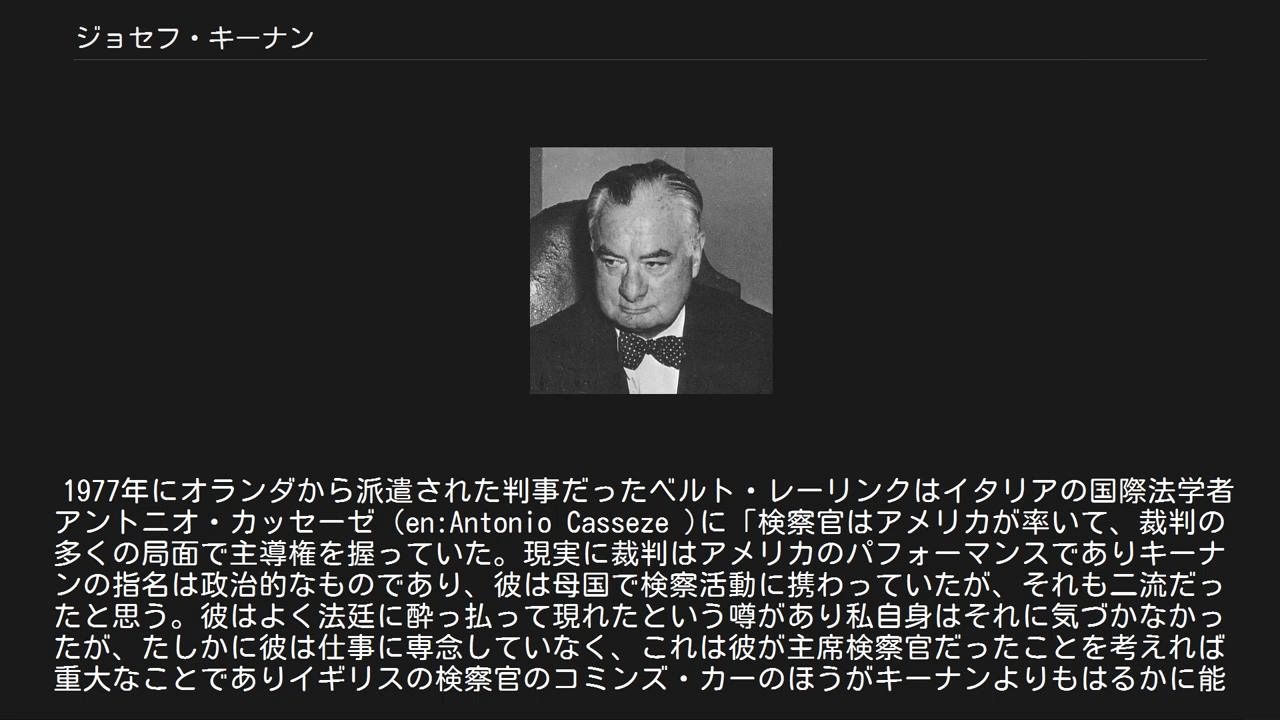 ジョセフ・キーナン
1977年にオランダから派遣された判事だったベルト・レーリンクはイタリアの国際法学者
アントニオ・カッセーゼ (en:Antonio Casseze )に「検察官はアメリカが率いて、裁判の
多くの局面で主導権を握っていた。現実に裁判はアメリカのパフォーマンスでありキーナ
ンの指名は政治的なものであり、彼は母国で検察活動に携わっていたが、それも二流だっ
たと思う。彼はよく法廷に酔っ払って現れたという噂があり私自身はそれに気づかなかっ
たが、たしかに彼は仕事に専念していなく、これは彼が主席検察官だったことを考えれば
重大なことでありイギリスの検察官のコミンズ・カーのほうがキーナンよりもはるかに能